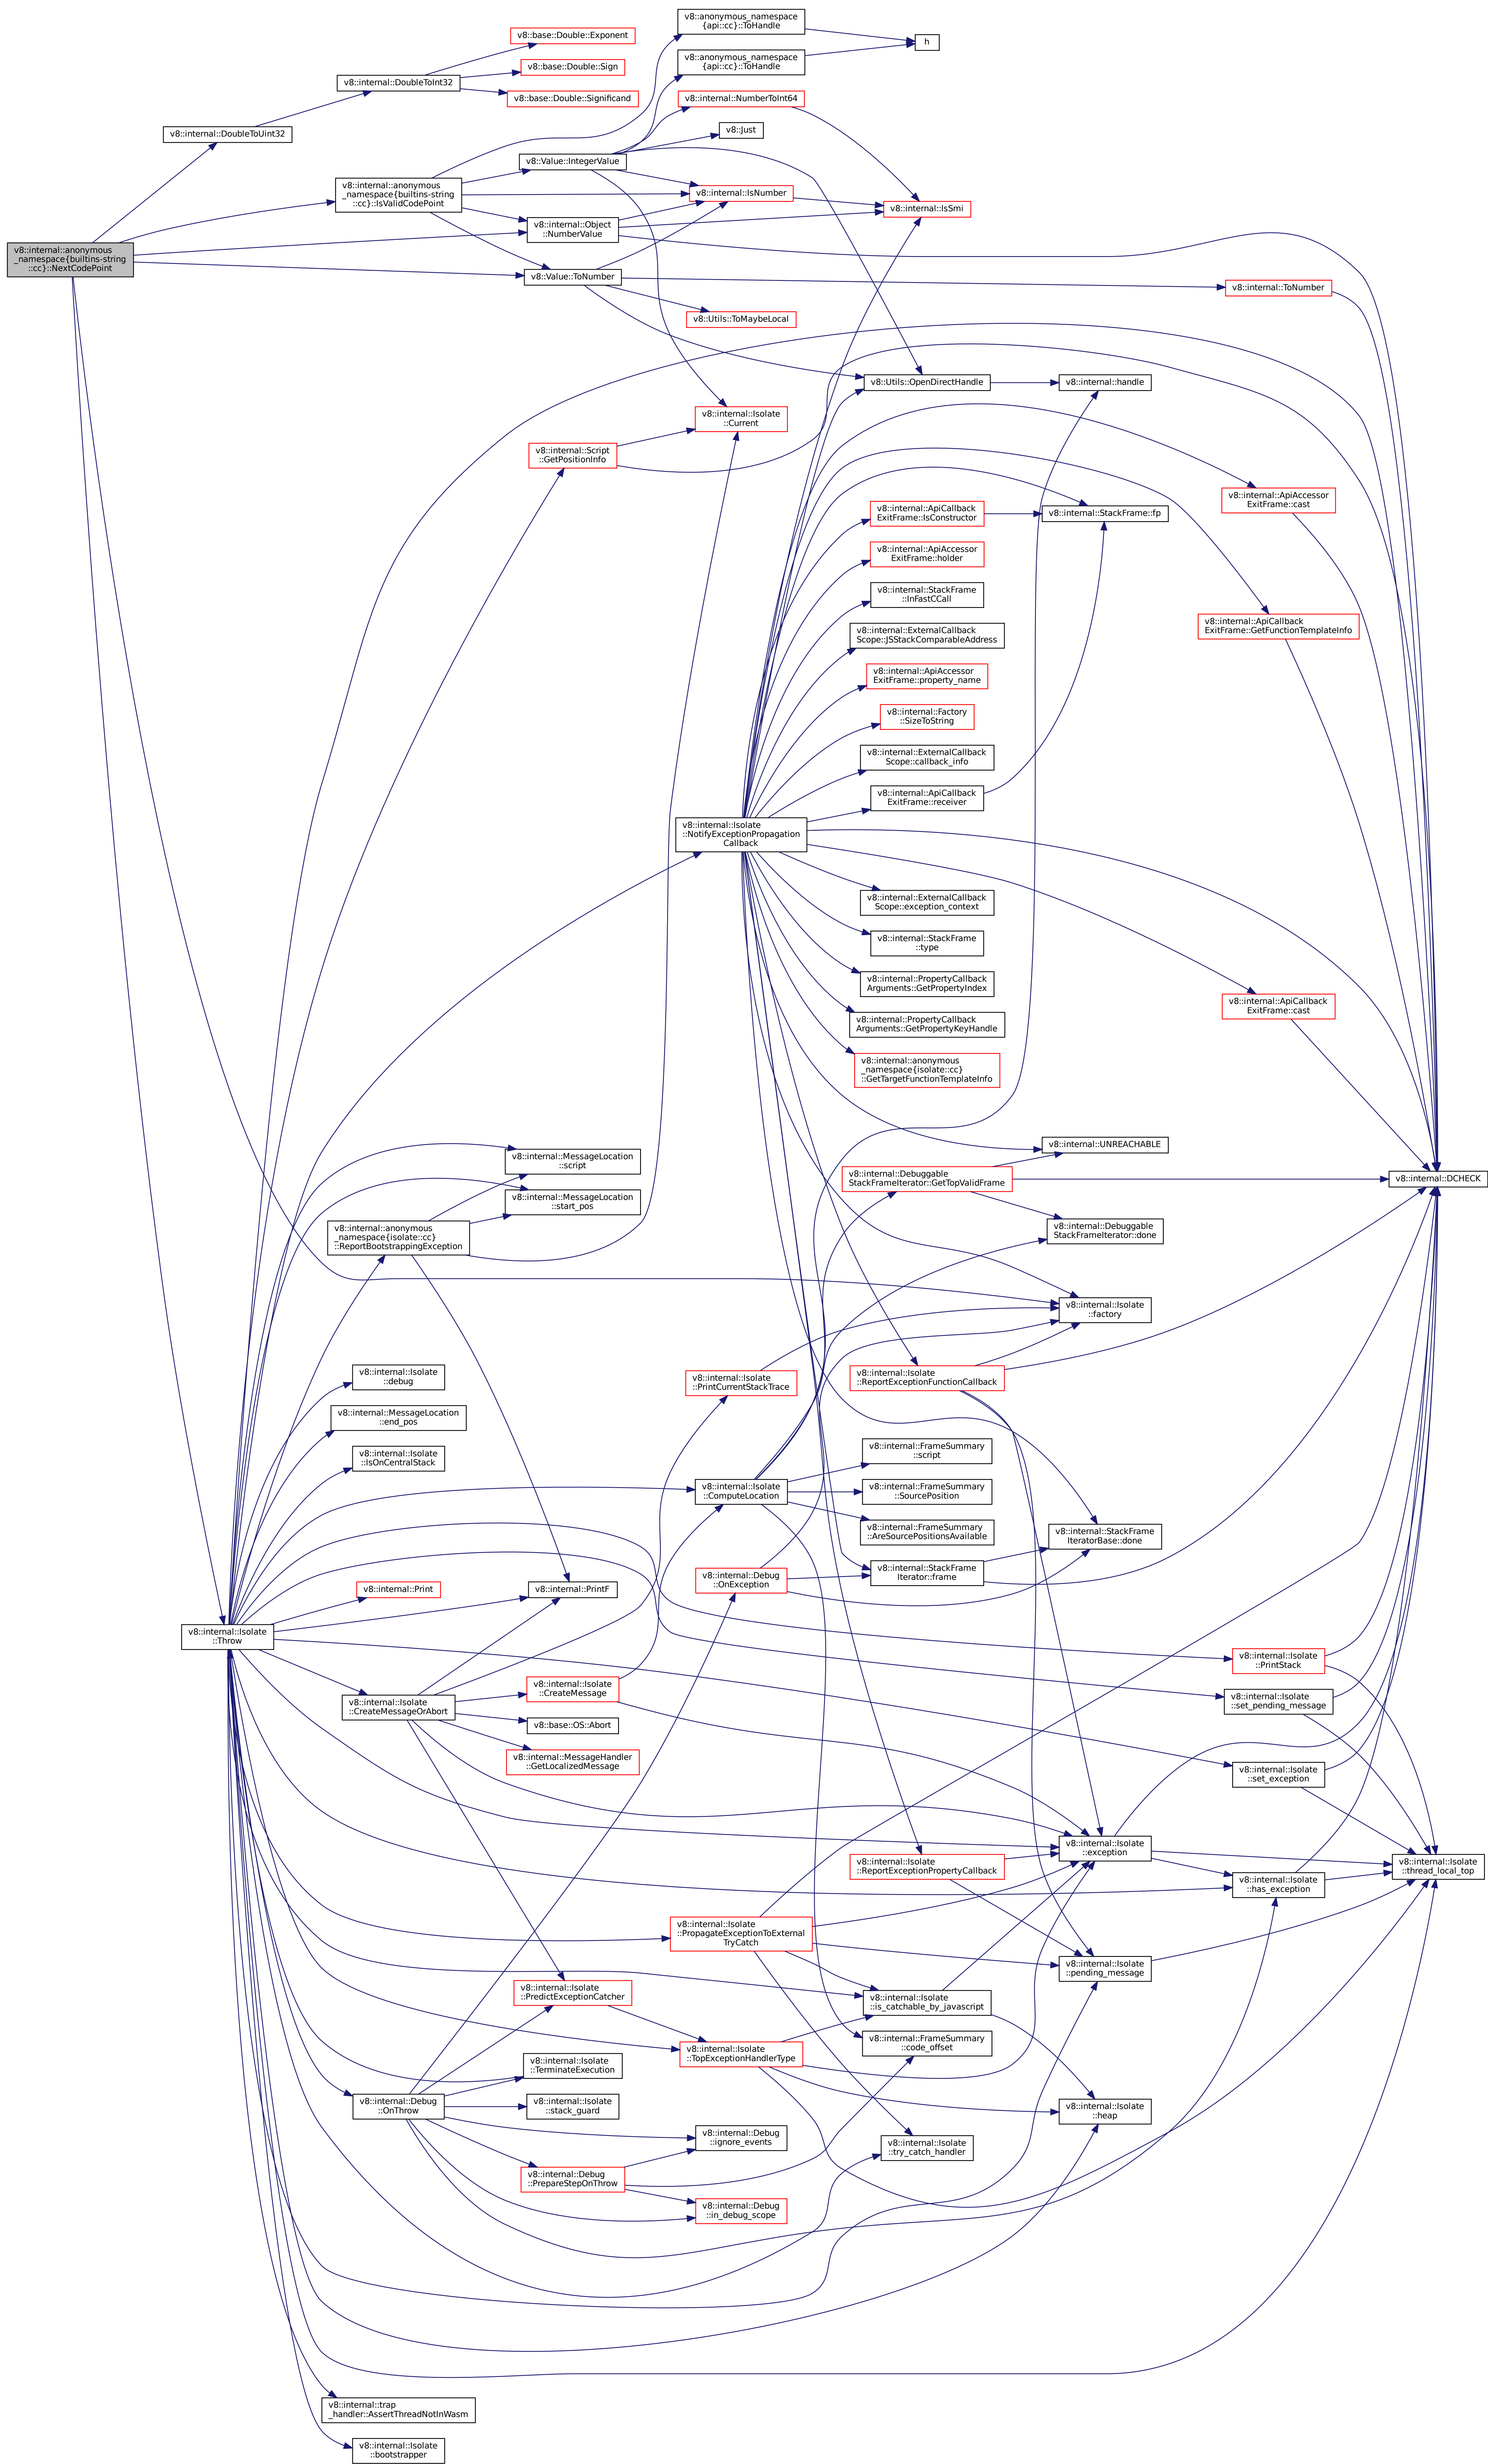 v8::anonymous_namespace
{api::cc}::ToHandle
v8::base::Double::Exponent
h
v8::anonymous_namespace
{api::cc}::ToHandle
v8::base::Double::Sign
v8::internal::DoubleToInt32
v8::base::Double::Significand
v8::internal::NumberToInt64
v8::internal::DoubleToUint32
v8::Just
v8::Value::IntegerValue
v8::internal::anonymous
_namespace{builtins-string
::cc}::IsValidCodePoint
v8::internal::IsNumber
v8::internal::IsSmi
v8::internal::Object
::NumberValue
v8::internal::anonymous
_namespace{builtins-string
::cc}::NextCodePoint
v8::Value::ToNumber
v8::internal::ToNumber
v8::Utils::ToMaybeLocal
v8::Utils::OpenDirectHandle
v8::internal::handle
v8::internal::Isolate
::Current
v8::internal::Script
::GetPositionInfo
v8::internal::ApiAccessor
ExitFrame::cast
v8::internal::ApiCallback
ExitFrame::IsConstructor
v8::internal::StackFrame::fp
v8::internal::ApiAccessor
ExitFrame::holder
v8::internal::StackFrame
::InFastCCall
v8::internal::ApiCallback
ExitFrame::GetFunctionTemplateInfo
v8::internal::ExternalCallback
Scope::JSStackComparableAddress
v8::internal::ApiAccessor
ExitFrame::property_name
v8::internal::Factory
::SizeToString
v8::internal::ExternalCallback
Scope::callback_info
v8::internal::ApiCallback
ExitFrame::receiver
v8::internal::Isolate
::NotifyExceptionPropagation
Callback
v8::internal::ExternalCallback
Scope::exception_context
v8::internal::StackFrame
::type
v8::internal::PropertyCallback
Arguments::GetPropertyIndex
v8::internal::ApiCallback
ExitFrame::cast
v8::internal::PropertyCallback
Arguments::GetPropertyKeyHandle
v8::internal::anonymous
_namespace{isolate::cc}
::GetTargetFunctionTemplateInfo
v8::internal::UNREACHABLE
v8::internal::MessageLocation
::script
v8::internal::Debuggable
StackFrameIterator::GetTopValidFrame
v8::internal::DCHECK
v8::internal::MessageLocation
::start_pos
v8::internal::anonymous
_namespace{isolate::cc}
::ReportBootstrappingException
v8::internal::Debuggable
StackFrameIterator::done
v8::internal::Isolate
::factory
v8::internal::Isolate
::debug
v8::internal::Isolate
::PrintCurrentStackTrace
v8::internal::Isolate
::ReportExceptionFunctionCallback
v8::internal::MessageLocation
::end_pos
v8::internal::Isolate
::IsOnCentralStack
v8::internal::FrameSummary
::script
v8::internal::Isolate
::ComputeLocation
v8::internal::FrameSummary
::SourcePosition
v8::internal::FrameSummary
::AreSourcePositionsAvailable
v8::internal::StackFrame
IteratorBase::done
v8::internal::Debug
::OnException
v8::internal::StackFrame
Iterator::frame
v8::internal::Print
v8::internal::PrintF
v8::internal::Isolate
::Throw
v8::internal::Isolate
::PrintStack
v8::internal::Isolate
::CreateMessage
v8::internal::Isolate
::CreateMessageOrAbort
v8::internal::Isolate
::set_pending_message
v8::base::OS::Abort
v8::internal::MessageHandler
::GetLocalizedMessage
v8::internal::Isolate
::set_exception
v8::internal::Isolate
::exception
v8::internal::Isolate
::ReportExceptionPropertyCallback
v8::internal::Isolate
::thread_local_top
v8::internal::Isolate
::has_exception
v8::internal::Isolate
::PropagateExceptionToExternal
TryCatch
v8::internal::Isolate
::pending_message
v8::internal::Isolate
::PredictExceptionCatcher
v8::internal::Isolate
::is_catchable_by_javascript
v8::internal::Isolate
::TopExceptionHandlerType
v8::internal::FrameSummary
::code_offset
v8::internal::Isolate
::TerminateExecution
v8::internal::Debug
::OnThrow
v8::internal::Isolate
::stack_guard
v8::internal::Isolate
::heap
v8::internal::Debug
::ignore_events
v8::internal::Isolate
::try_catch_handler
v8::internal::Debug
::PrepareStepOnThrow
v8::internal::Debug
::in_debug_scope
v8::internal::trap
_handler::AssertThreadNotInWasm
v8::internal::Isolate
::bootstrapper